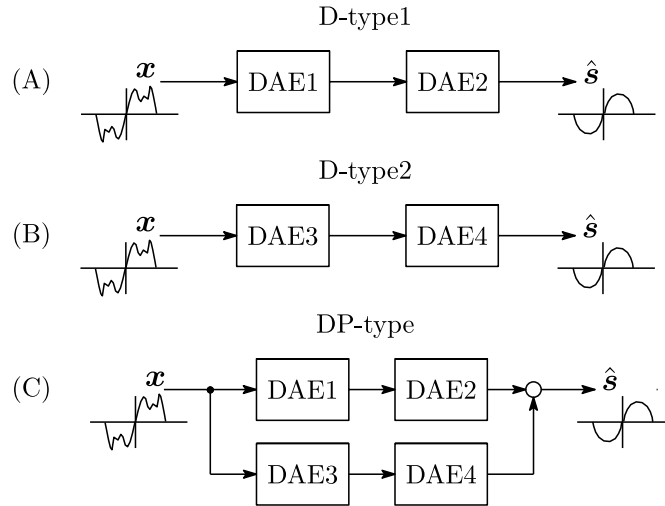 D-type1
(A) x DAE1 DAE2 ŝ
D-type2
(B) x DAE3 DAE4 ŝ
DP-type
(C) x DAE1 DAE2 ŝ
DAE3 DAE4